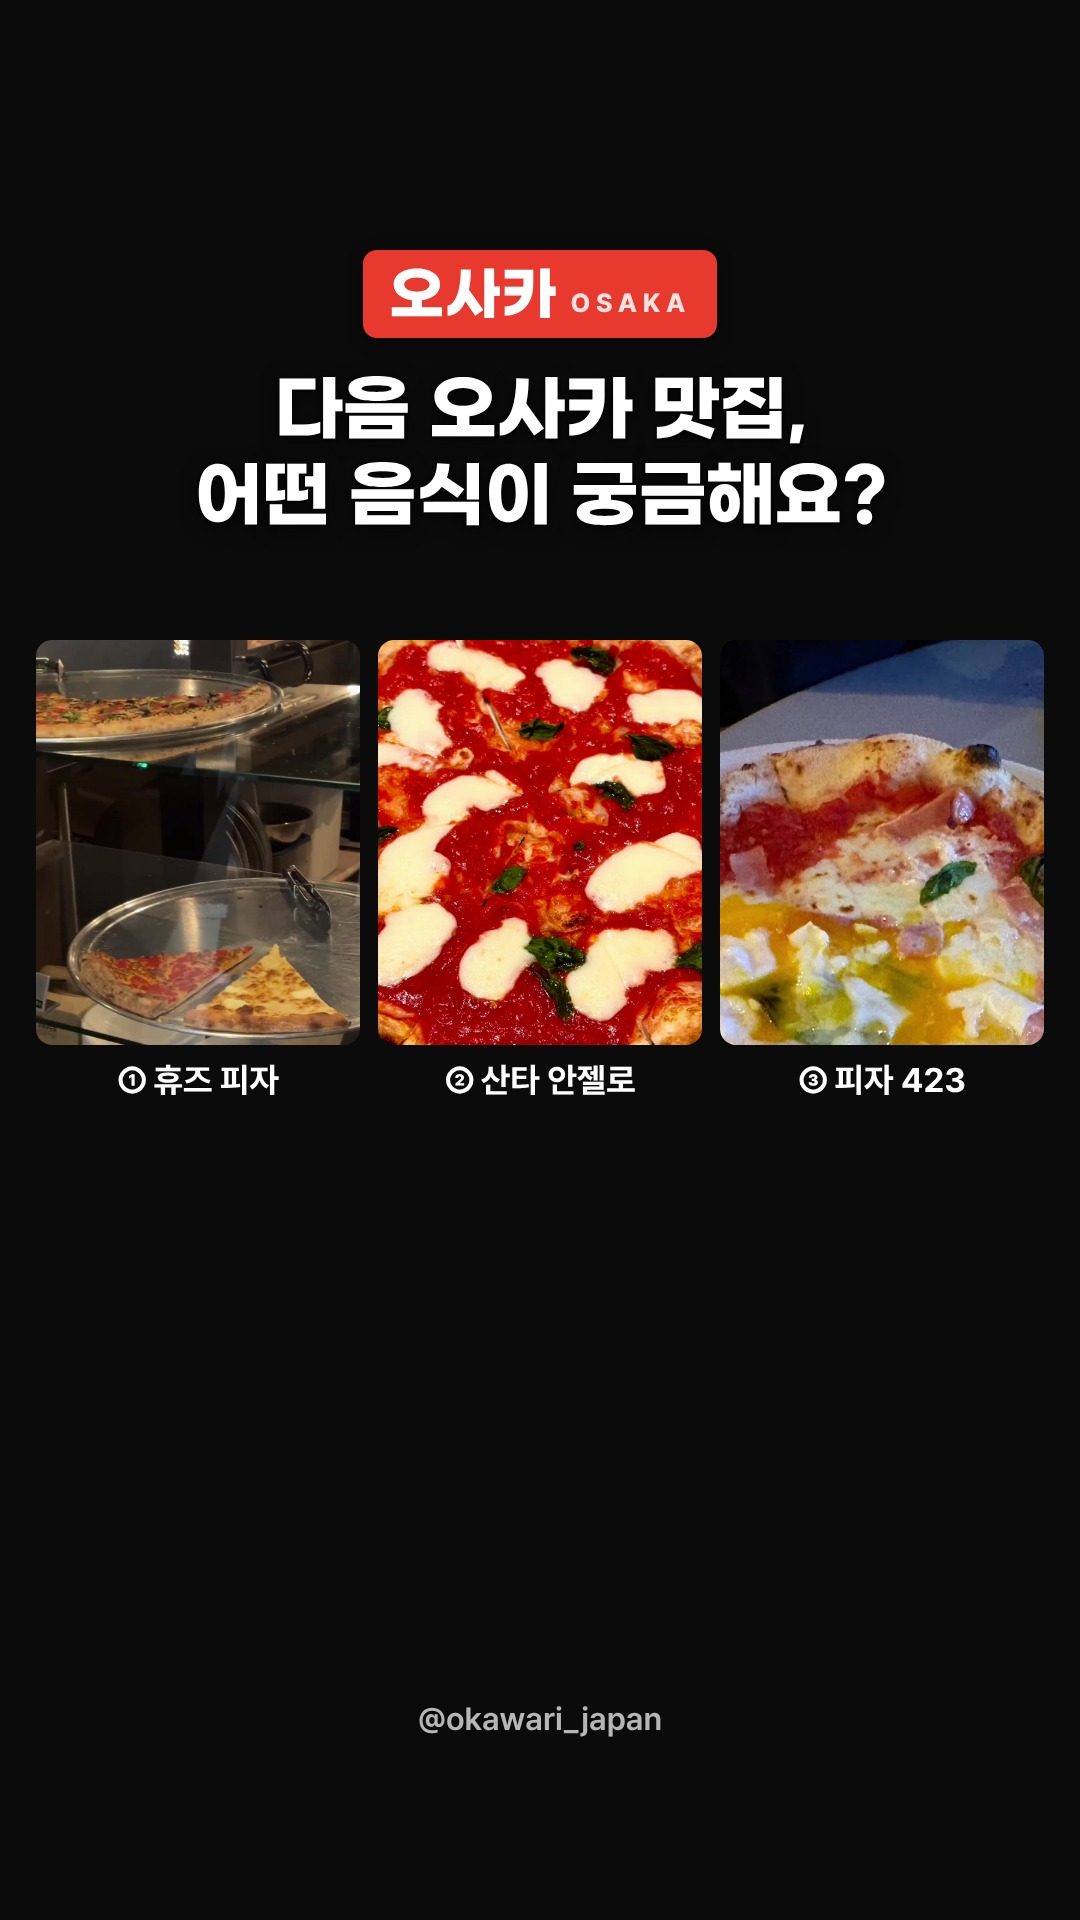 오사카 OSAKA
다음 오사카 맛집,
어떤 음식이 궁금해요?
① 휴즈 피자
② 산타 안젤로
③ 피자 423
@okawari_japan